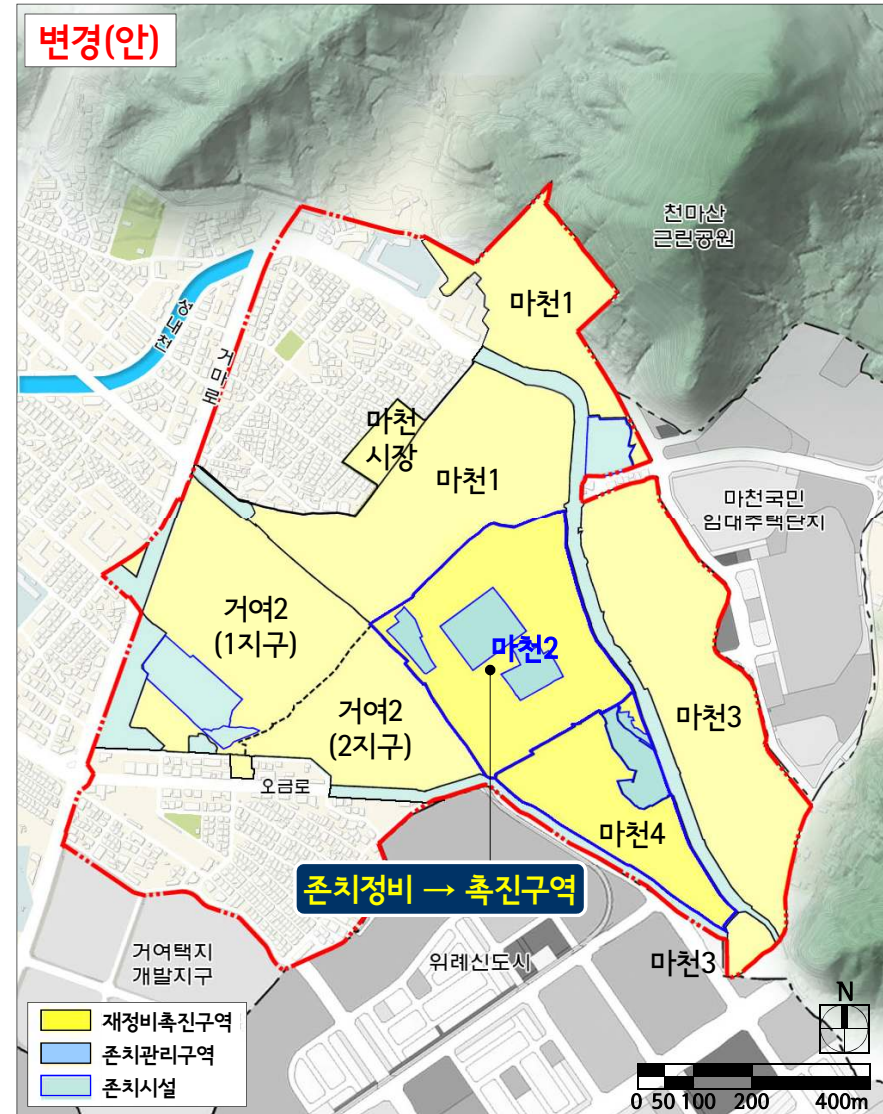 변경(안)
천마산
근린공원
마천1
성내천
거마로
마천
시장
마천1
마천국민
임대주택단지
거여2
(1지구)
마천2
거여2
(2지구)
마천3
오금로
마천4
존치정비 → 촉진구역
거여택지
개발지구
위례신도시
마천3
재정비촉진구역
존치관리구역
존치시설
N
0 50 100 200 400m